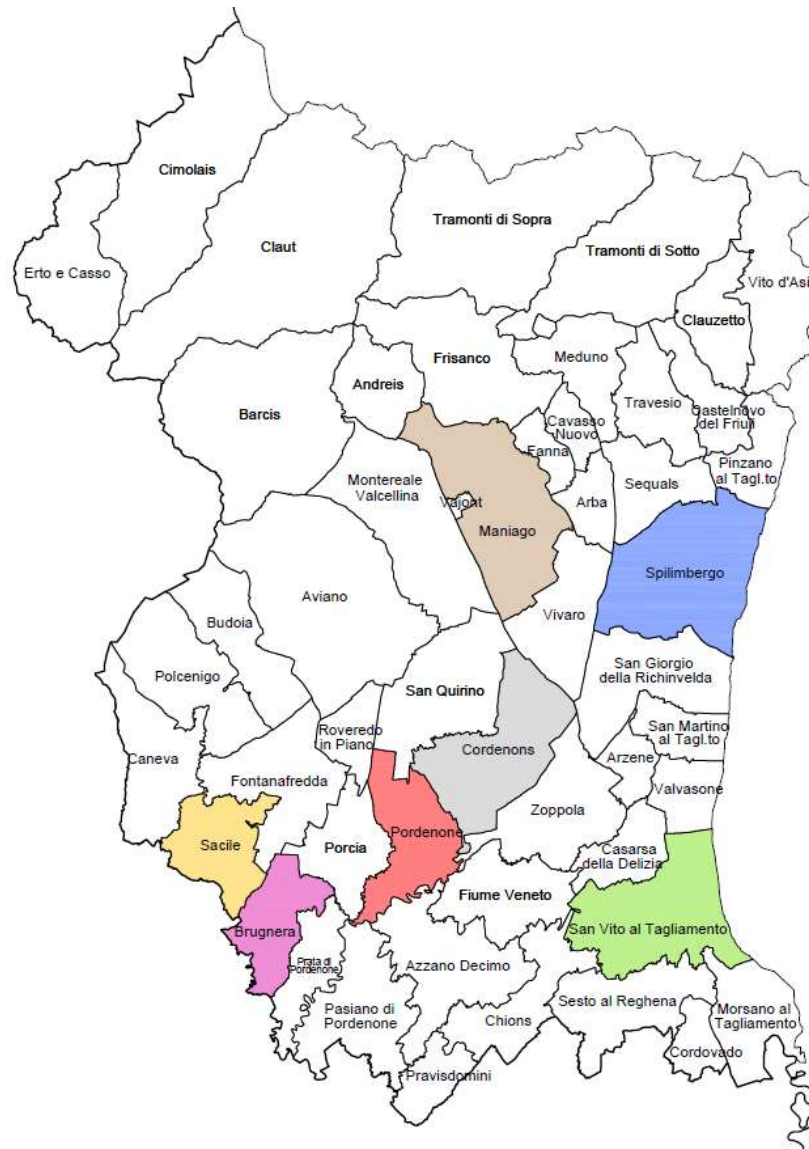 Cimolais
Tramonti di Sopra
Claut
Tramonti di Sotto
Erto e Casso
Vito d'Asi
Clauzetto
Frisanco
Meduno
Andreis
Barcis
Travesio
Castelnovo
del Friuli
Cavasso
Nuovo
Fanna
Pinzano
al Tagl.to
Montereale
Valcellina
Sequals
Vajont
Arba
Maniago
Spilimbergo
Aviano
Vivaro
Budoia
San Giorgio
della Richinvelda
Polcenigo
San Quirino
Roveredo
in Piano
San Martino
al Tagl.to
Cordenons
Caneva
Arzene
Fontanafredda
Valvasone
Zoppola
Pordenone
Sacile
Porcia
Casarsa
della Delizia
Fiume Veneto
San Vito al Tagliamento
Brugnera
Prata di
Pordenone
Azzano Decimo
Sesto al Reghena
Morsano al
Tagliamento
Pasiano di
Pordenone
Chions
Cordovado
Pravisdomini